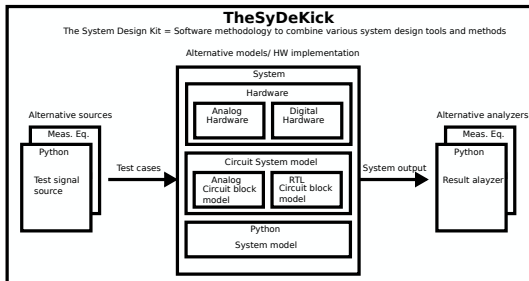 TheSyDeKick
The System Design Kit = Software methodology to combine various system design tools and methods
Alternative models/ HW implementation
System
Hardware
Analog
Hardware
Digital
Hardware
Alternative sources
Meas. Eq.
Python
Test signal
source
Test cases
Circuit System model
Analog
Circuit block
model
RTL
Circuit block
model
Python
System model
System output
Alternative analyzers
Meas. Eq.
Python
Result alyzer